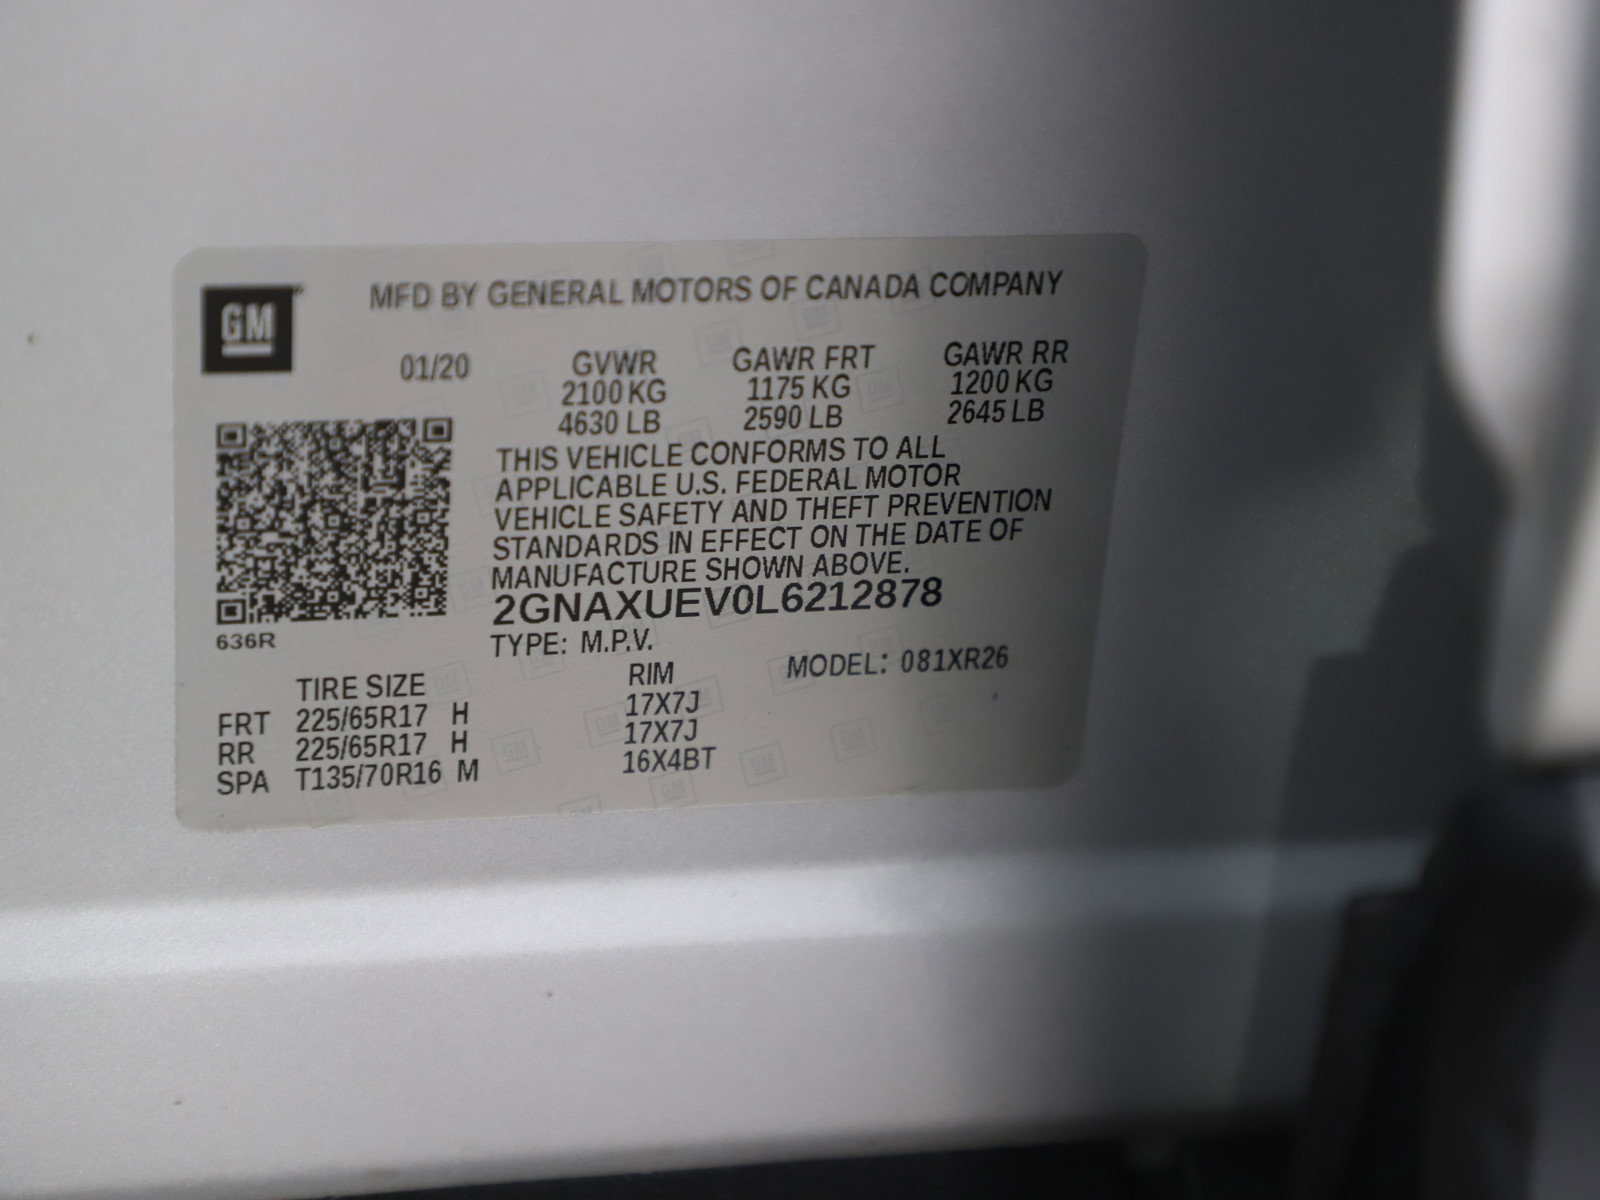 GM
MFD BY GENERAL MOTORS OF CANADA COMPANY
01/20 GVWR GAWR FRT GAWR RR
2100 KG 1175 KG 1200 KG
4630 LB 2590 LB 2645 LB
THIS VEHICLE CONFORMS TO ALL
APPLICABLE U.S. FEDERAL MOTOR
VEHICLE SAFETY AND THEFT PREVENTION
STANDARDS IN EFFECT ON THE DATE OF
MANUFACTURE SHOWN ABOVE.
2GNAXUEV0L6212878
636R
TYPE: M.P.V.
MODEL: 081XR26
TIRE SIZE RIM
FRT 225/65R17 H 17X7J
RR 225/65R17 H 17X7J
SPA T135/70R16 M 16X4BT